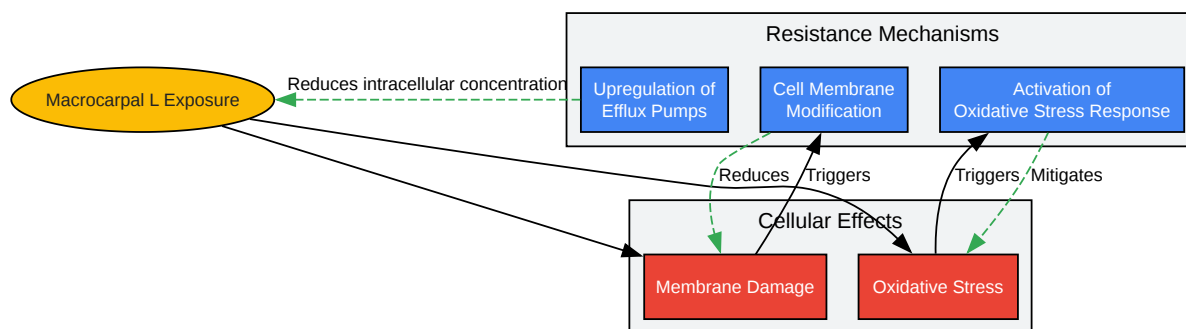 Resistance Mechanisms
Macrocarpal L Exposure
Reduces intracellular concentration
Upregulation of
Efflux Pumps
Cell Membrane
Modification
Activation of
Oxidative Stress Response
Reduces
Triggers
Triggers
Mitigates
Cellular Effects
Membrane Damage
Oxidative Stress